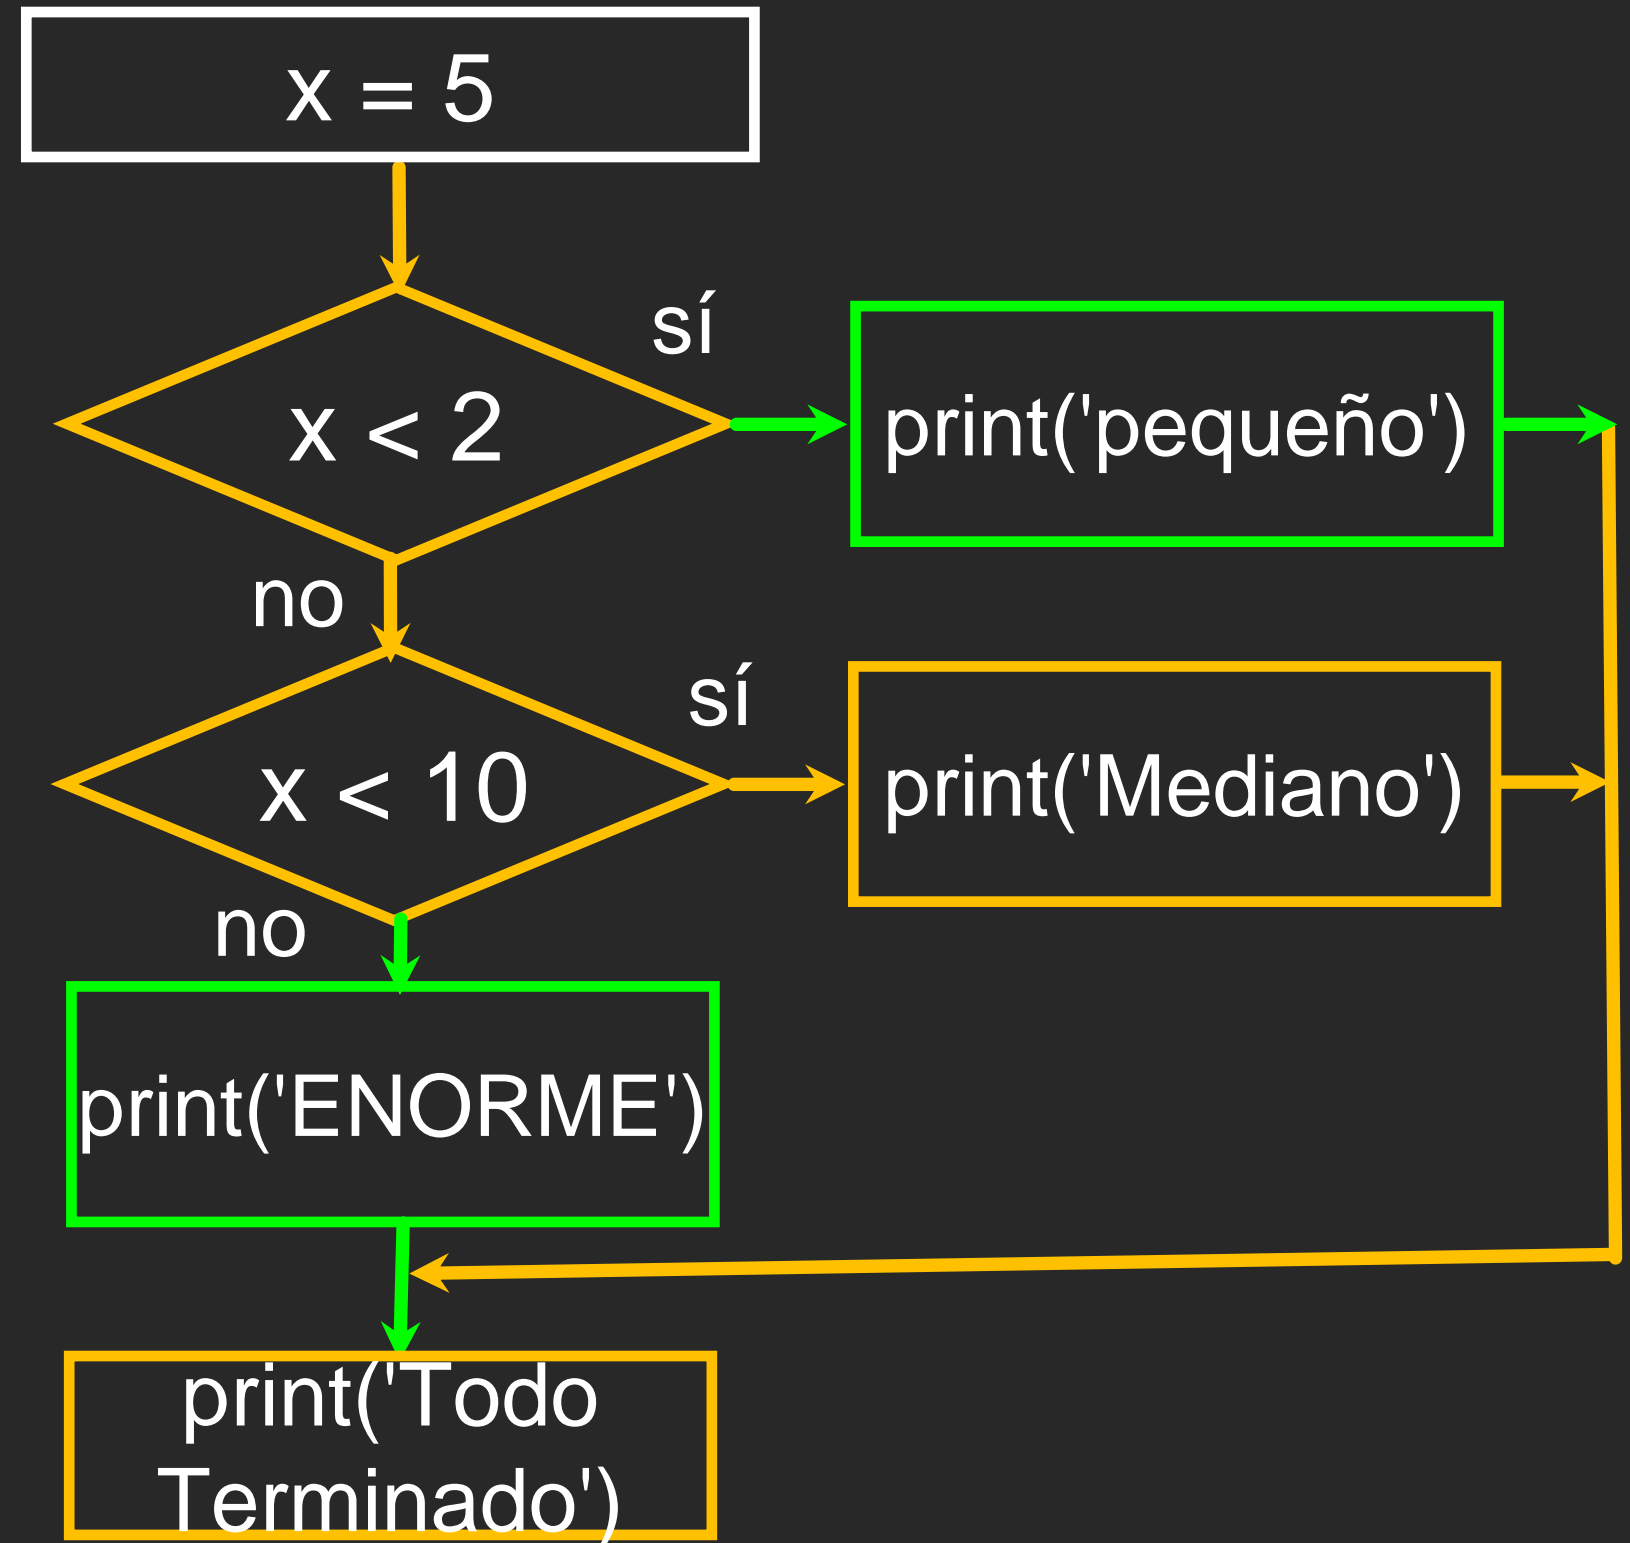 x = 5
sí
x < 2
print('pequeño')
no
sí
x < 10
print('Mediano')
no
print('ENORME')
print('Todo
Terminado')